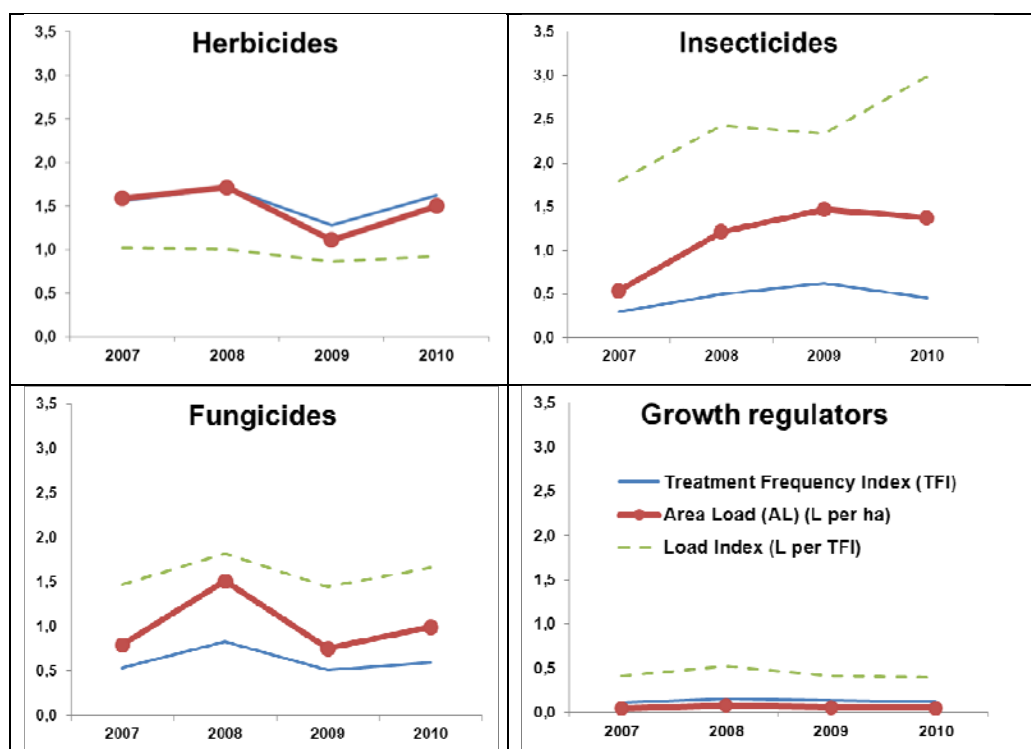 Herbicides
3,5
3,0
2,5
2,0
1,5
1,0
0,5
0,0
2007 2008 2009 2010
Insecticides
3,5
3,0
2,5
2,0
1,5
1,0
0,5
0,0
2007 2008 2009 2010
Fungicides
3,5
3,0
2,5
2,0
1,5
1,0
0,5
0,0
2007 2008 2009 2010
Growth regulators
3,5
3,0
2,5
2,0
1,5
1,0
0,5
0,0
Treatment Frequency Index (TFI)
Area Load (AL) (L per ha)
Load Index (L per TFI)
2007 2008 2009 2010